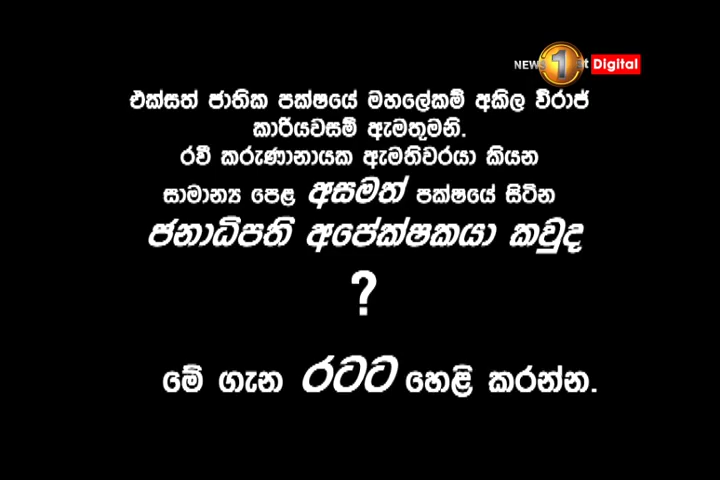 NEWS 1st Digital
එක්සත් ජාතික පක්ෂයේ මහලේකම් අකිල විරාජ්
කාරියවසම් ඇමතුමනි.
රවී කරුණානායක ඇමතිවරයා කියන
සාමාන්‍ය පෙළ අසමත් පක්ෂයේ සිටින
ජනාධිපති අපේක්ෂකයා කවුද
?
මේ ගැන රටට හෙළි කරන්න.